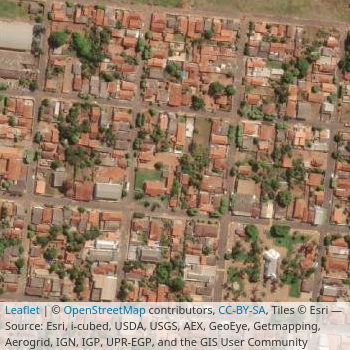 Leaflet | © OpenStreetMap contributors, CC-BY-SA, Tiles © Esri —
Source: Esri, i-cubed, USDA, USGS, AEX, GeoEye, Getmapping,
Aerogrid, IGN, IGP, UPR-EGP, and the GIS User Community